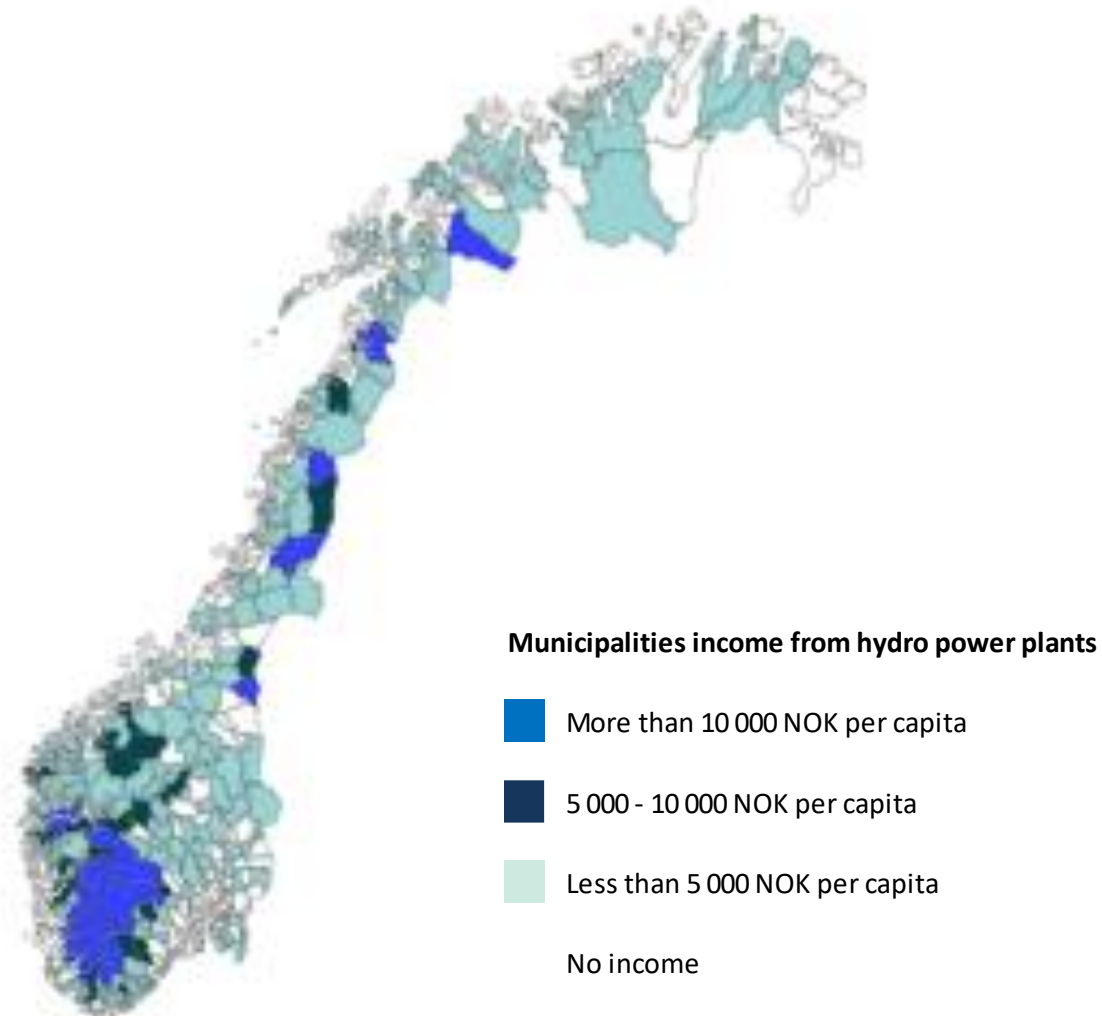 Municipalities income from hydro power plants
More than 10 000 NOK per capita
5 000 - 10 000 NOK per capita
Less than 5 000 NOK per capita
No income